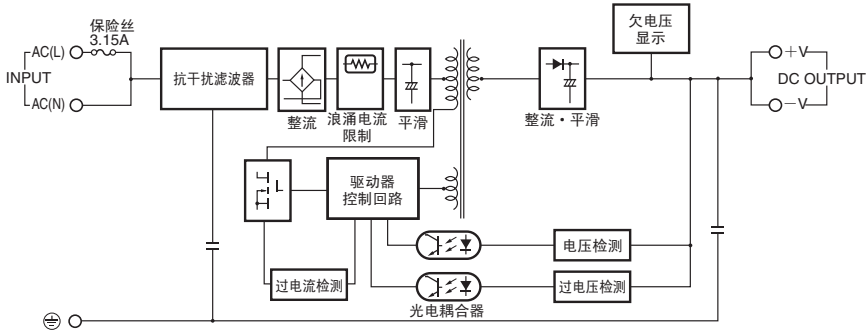 保险丝
3.15A
AC(L)
INPUT
AC(N)
抗干扰滤波器
整流
浪涌电流
限制
平滑
整流·平滑
欠电压
显示
+V
DC OUTPUT
-V
驱动器
控制回路
过电流检测
电压检测
过电压检测
光电耦合器